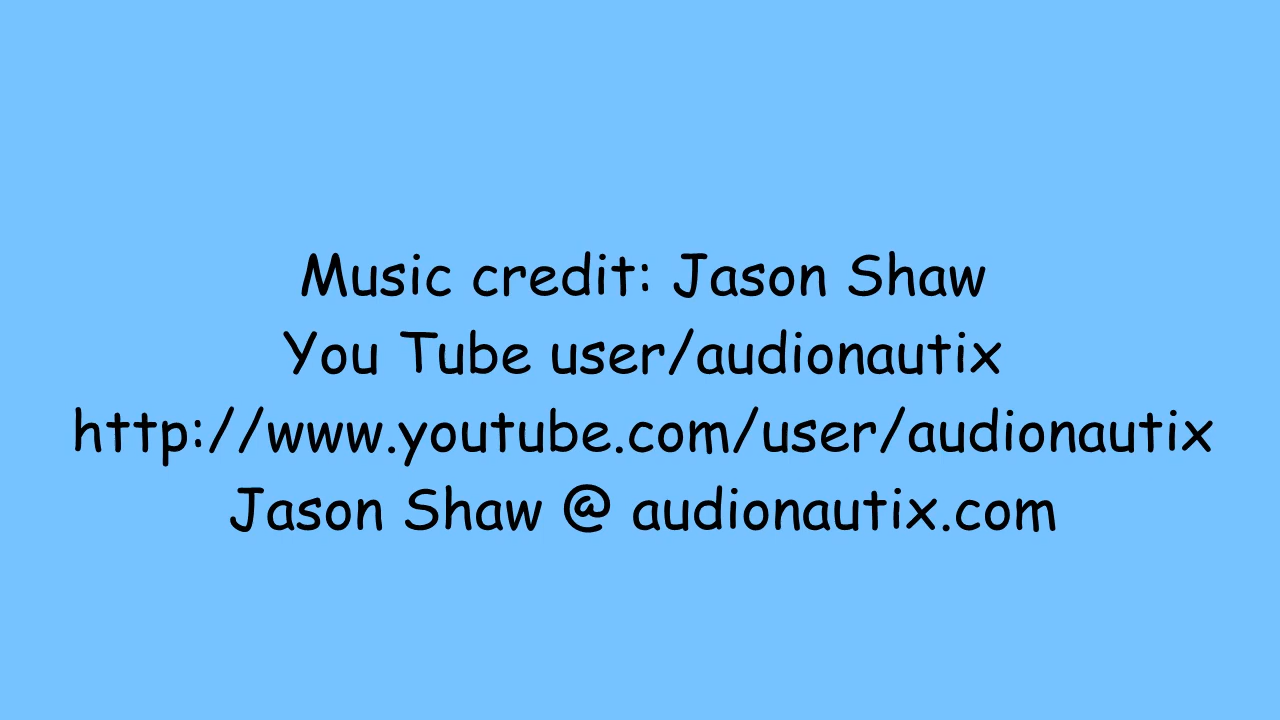 Music credit: Jason Shaw
You Tube user/audionautix
http://www.youtube.com/user/audionautix
Jason Shaw @ audionautix.com